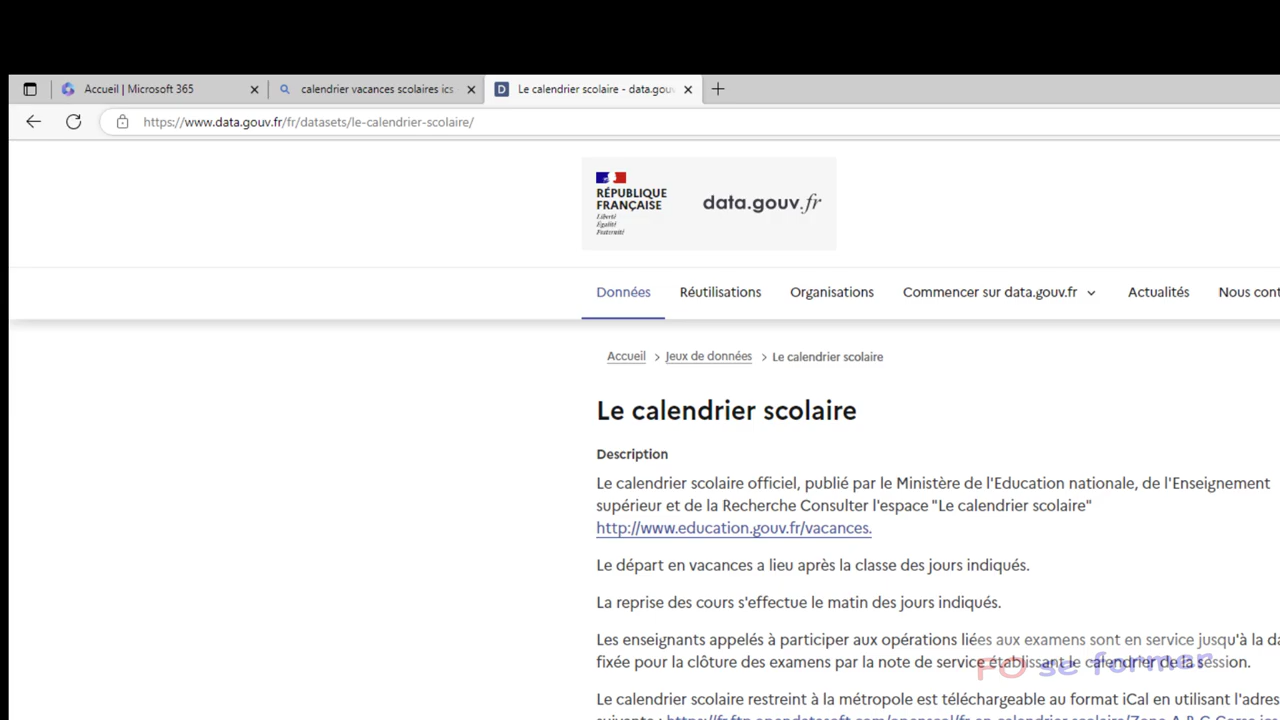 Accueil | Microsoft 365
calendrier vacances scolaires ics
Le calendrier scolaire - data.gou
https://www.data.gouv.fr/fr/datasets/le-calendrier-scolaire/
RÉPUBLIQUE
FRANÇAISE
Liberté
Égalité
Fraternité
data.gouv.fr
Données
Réutilisations
Organisations
Commencer sur data.gouv.fr
Actualités
Nous cont
Accueil > Jeux de données > Le calendrier scolaire
Le calendrier scolaire
Description
Le calendrier scolaire officiel, publié par le Ministère de l'Education nationale, de l'Enseignement
supérieur et de la Recherche Consulter l'espace "Le calendrier scolaire"
http://www.education.gouv.fr/vacances.
Le départ en vacances a lieu après la classe des jours indiqués.
La reprise des cours s'effectue le matin des jours indiqués.
Les enseignants appelés à participer aux opérations liées aux examens sont en service jusqu'à la da
fixée pour la clôture des examens par la note de service établissant le calendrier de la session.
FO se former
Le calendrier scolaire restreint à la métropole est téléchargeable au format iCal en utilisant l'adres